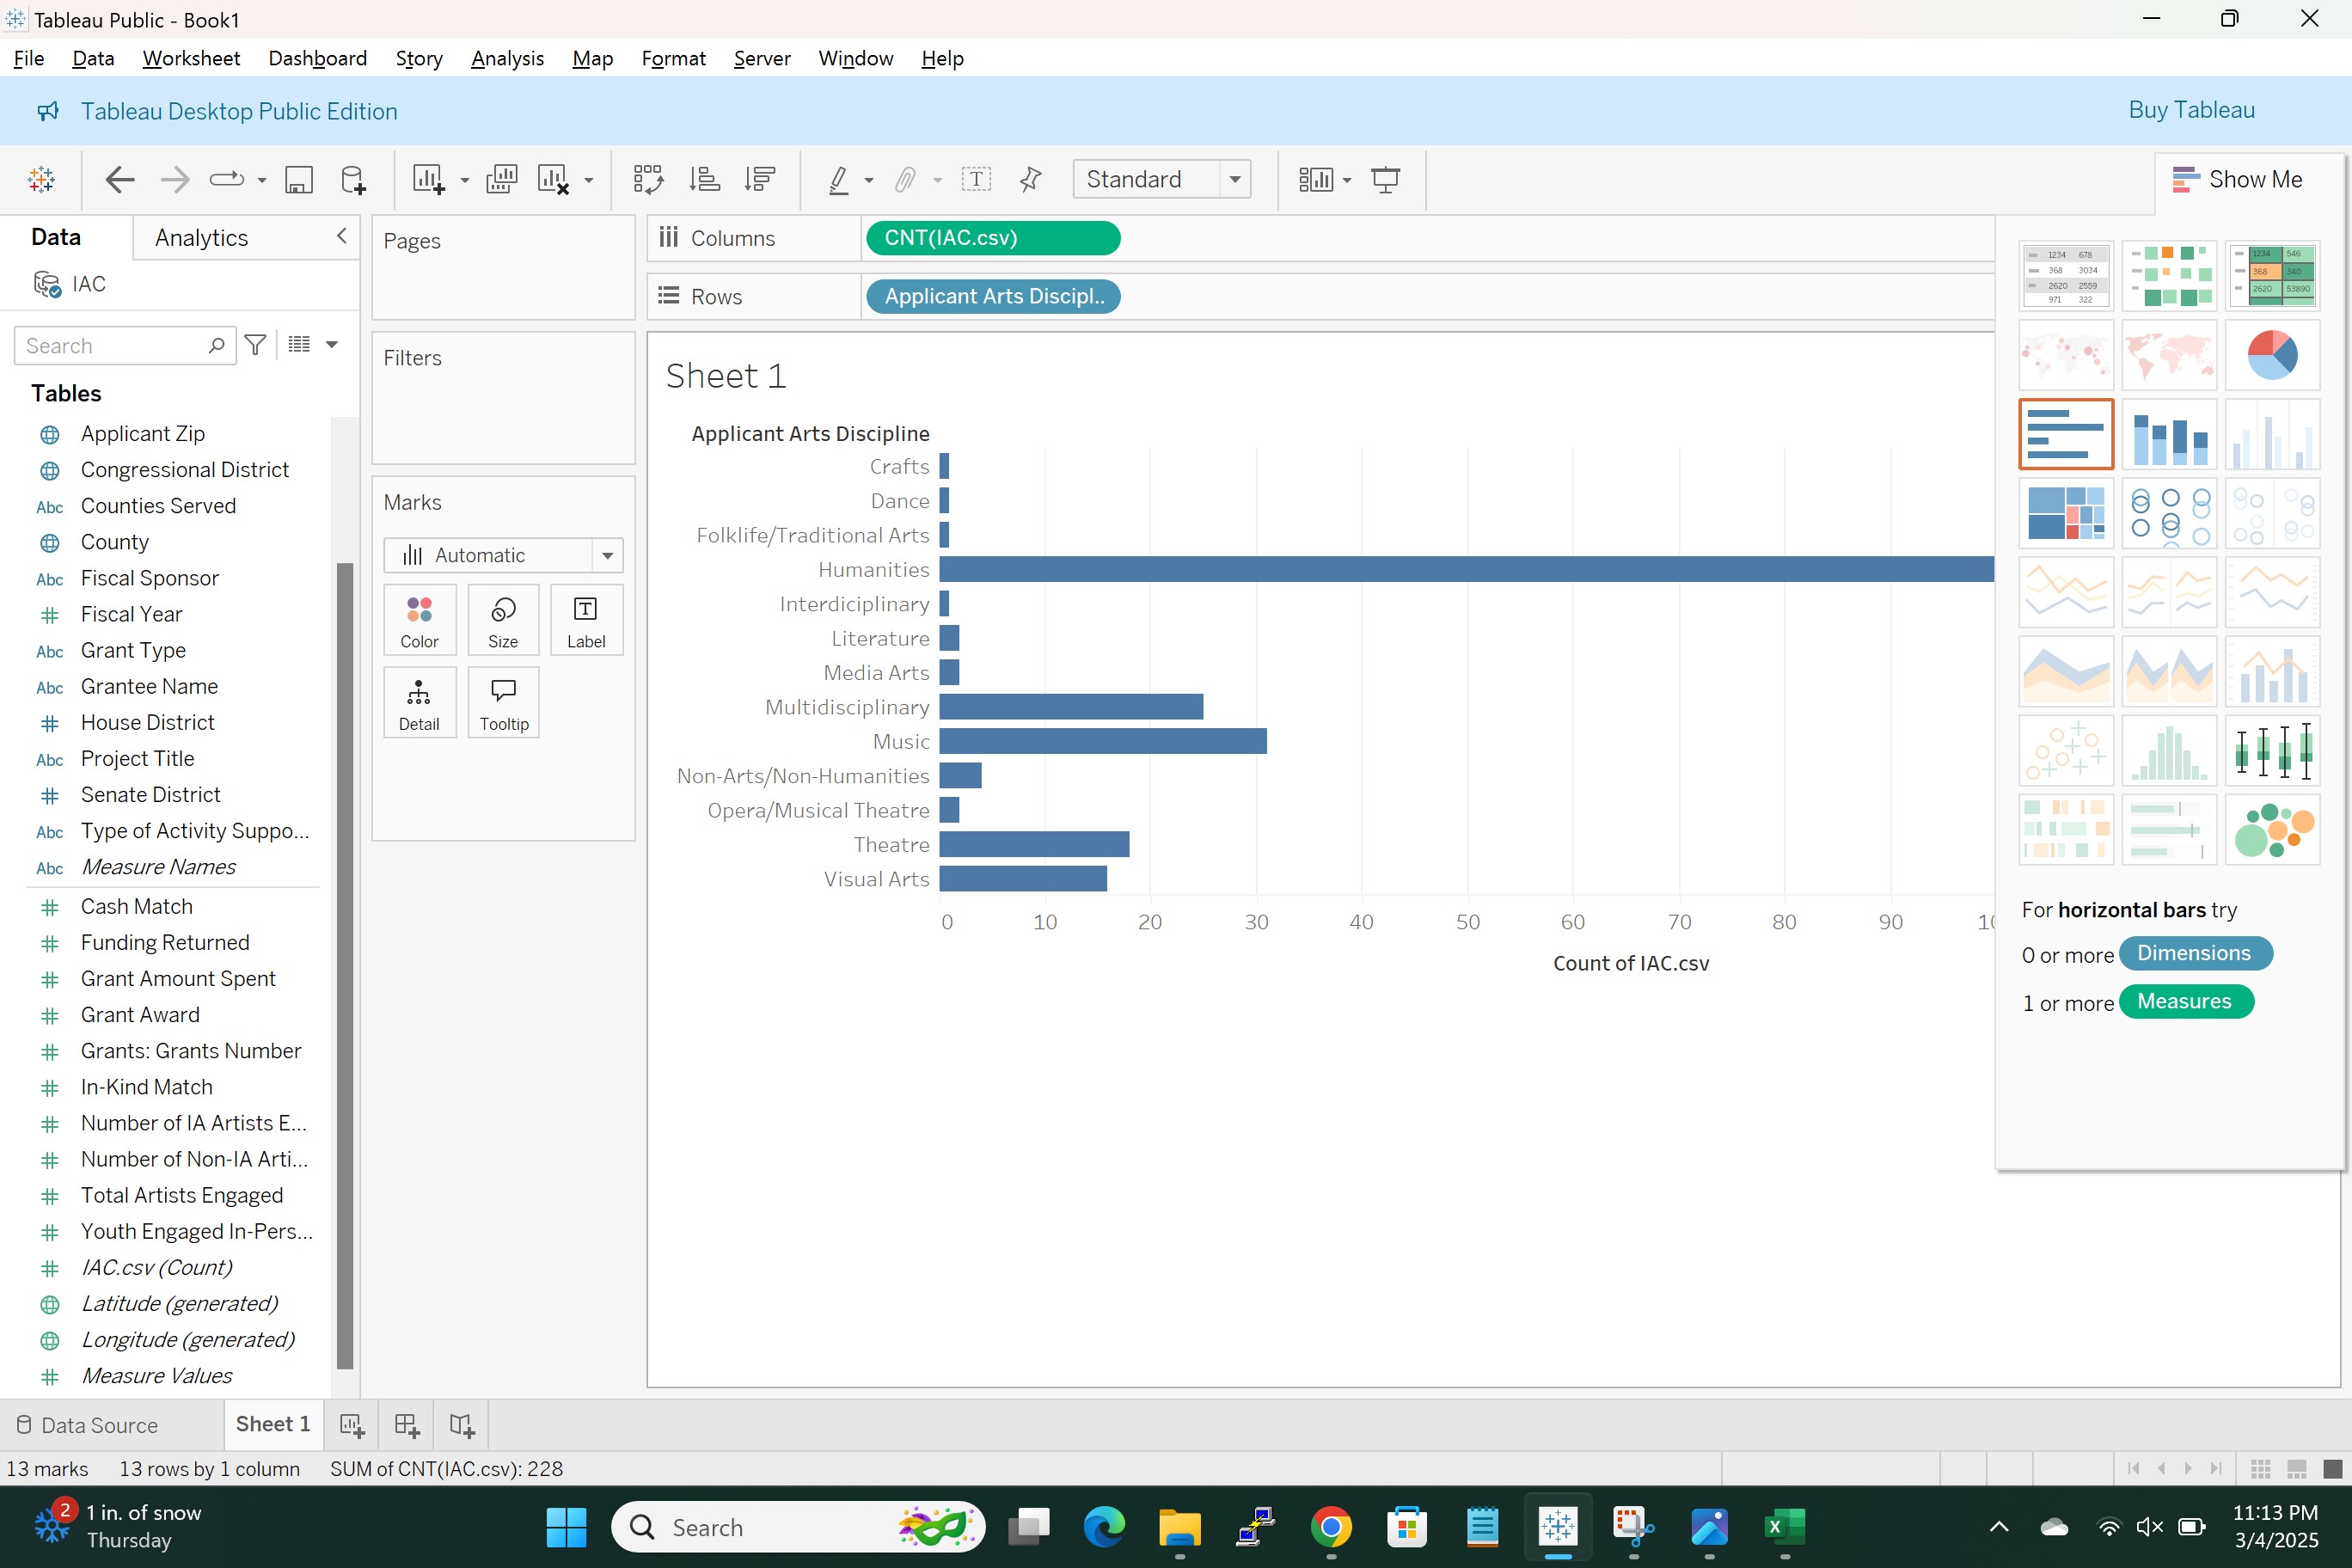 Tableau Public - Book1
File Data Worksheet Dashboard Story Analysis Map Format Server Window Help
Tableau Desktop Public Edition
Buy Tableau
Standard
Show Me
Data
Analytics
IAC
Search
Tables
Applicant Zip
Congressional District
Abc Counties Served
County
Abc Fiscal Sponsor
Fiscal Year
Abc Grant Type
Abc Grantee Name
House District
Abc Project Title
Senate District
Abc Type of Activity Suppo...
Abc Measure Names
Cash Match
Funding Returned
Grant Amount Spent
Grant Award
Grants: Grants Number
In-Kind Match
Number of IA Artists E...
Number of Non-IA Arti...
Total Artists Engaged
Youth Engaged In-Pers...
IAC.csv (Count)
Latitude (generated)
Longitude (generated)
Measure Values
Pages
Filters
Marks
Automatic
Color
Size
Label
Detail
Tooltip
Columns
CNT(IAC.csv)
Rows
Applicant Arts Discipl..
Sheet 1
Applicant Arts Discipline
Crafts
Dance
Folklife/Traditional Arts
Humanities
Interdiciplinary
Literature
Media Arts
Multidisciplinary
Music
Non-Arts/Non-Humanities
Opera/Musical Theatre
Theatre
Visual Arts
0 10 20 30 40 50 60 70 80 90
Count of IAC.csv
1234 678
368 3034
2620 2559
971 322
1234 546
368 340
2620 53890
For horizontal bars try
0 or more Dimensions
1 or more Measures
Data Source
Sheet 1
13 marks 13 rows by 1 column SUM of CNT(IAC.csv): 228
2
1 in. of snow
Thursday
Search
11:13 PM
3/4/2025